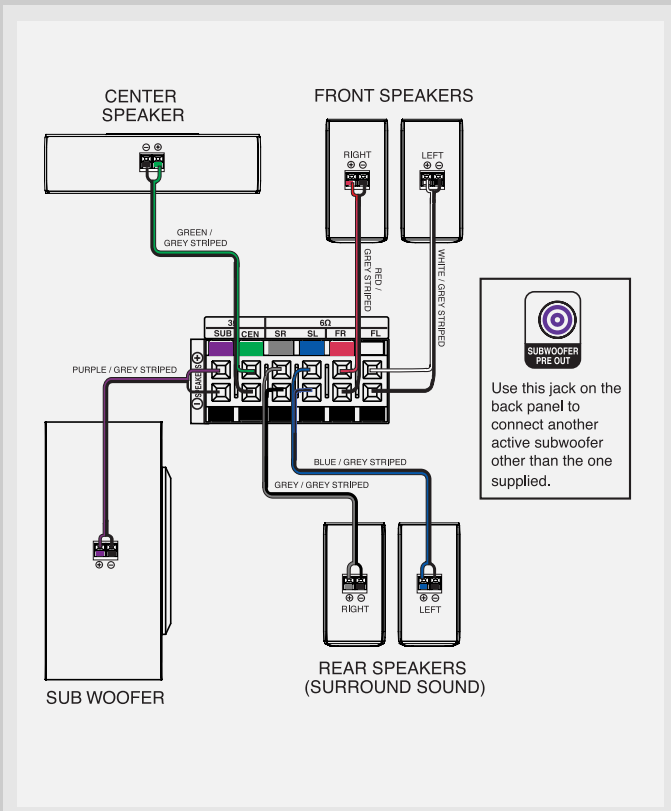 CENTER
SPEAKER
FRONT SPEAKERS
⊖ ⊕
RIGHT
⊕ ⊖
LEFT
⊕ ⊖
GREEN /
GREY STRIPED
RED /
GREY STRIPED
WHITE / GREY STRIPED
3Ω
6Ω
SUB CEN SR SL FR FL
⊕
SPEAKERS
⊖
PURPLE / GREY STRIPED
SUBWOOFER
PRE OUT
Use this jack on the
back panel to
connect another
active subwoofer
other than the one
supplied.
BLUE / GREY STRIPED
GREY / GREY STRIPED
⊕ ⊖
⊕ ⊖
RIGHT
⊕ ⊖
LEFT
SUB WOOFER
REAR SPEAKERS
(SURROUND SOUND)